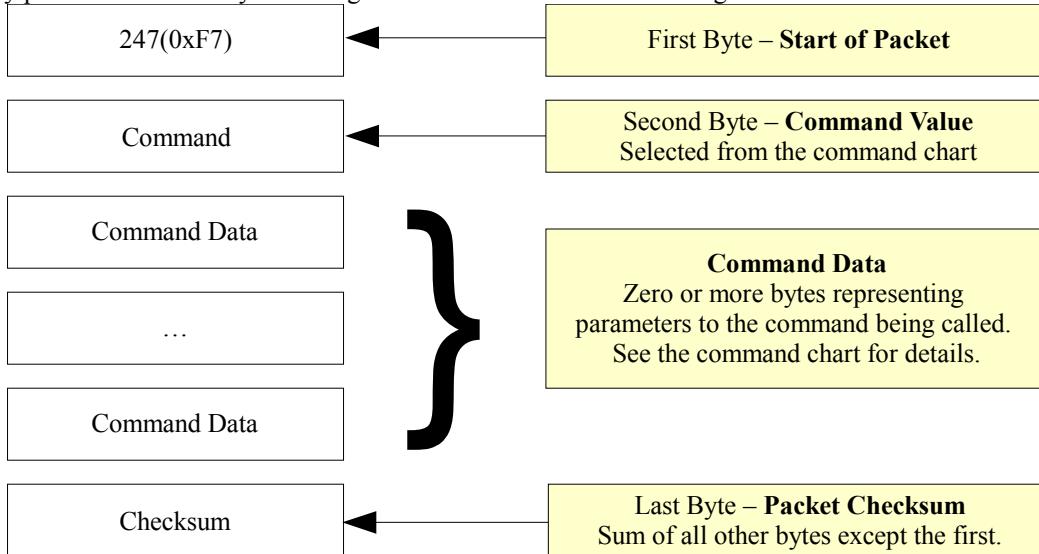 247(0xF7)
First Byte – Start of Packet
Command
Second Byte – Command Value
Selected from the command chart
Command Data
…
Command Data
Command Data
Zero or more bytes representing
parameters to the command being called.
See the command chart for details.
Checksum
Last Byte – Packet Checksum
Sum of all other bytes except the first.